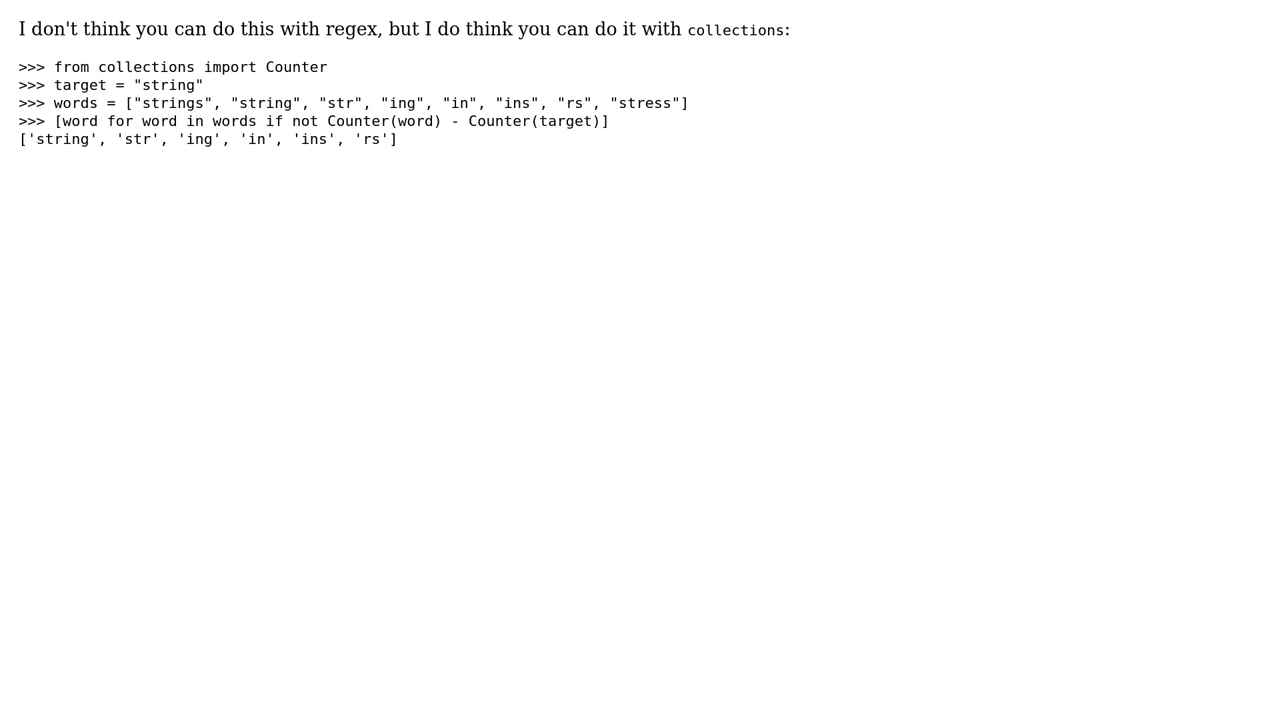 I don't think you can do this with regex, but I do think you can do it with collections:
>>> from collections import Counter
>>> target = "string"
>>> words = ["strings", "string", "str", "ing", "in", "ins", "rs", "stress"]
>>> [word for word in words if not Counter(word) - Counter(target)]
['string', 'str', 'ing', 'in', 'ins', 'rs']